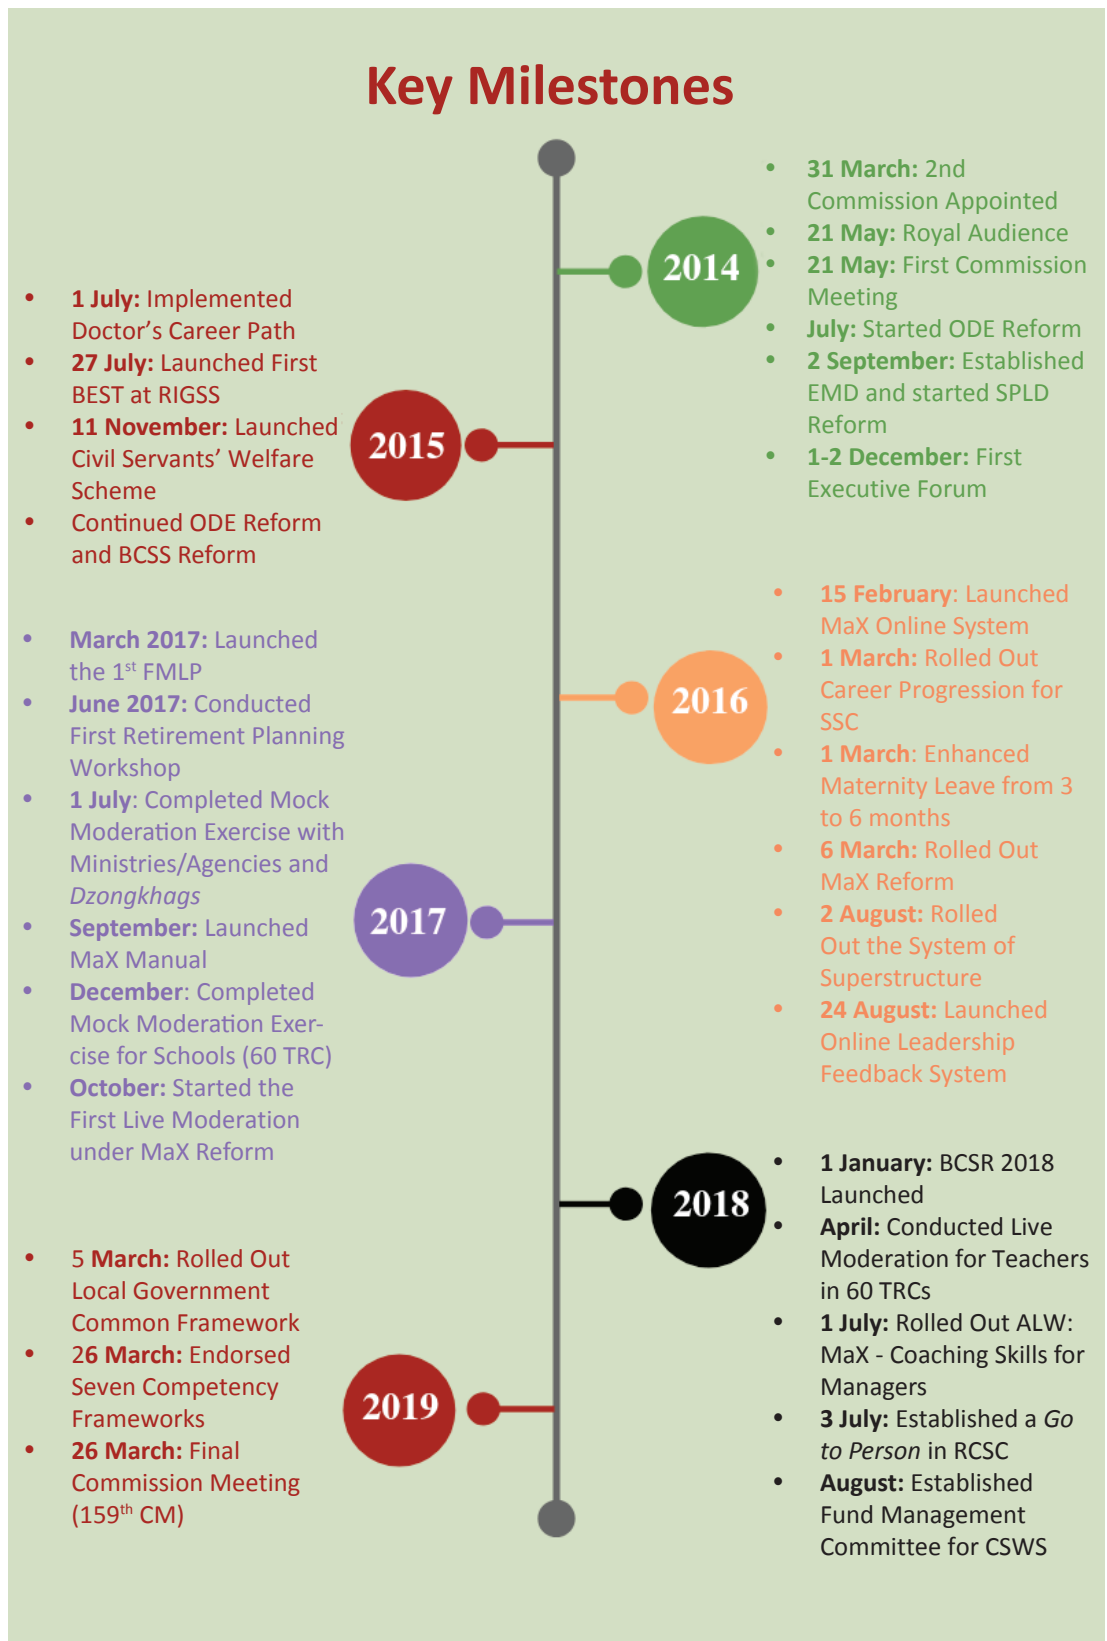 Key Milestones
2014
• 31 March: 2nd
Commission Appointed
• 21 May: Royal Audience
• 21 May: First Commission
Meeting
• July: Started ODE Reform
• 2 September: Established
EMD and started SPLD
Reform
• 1-2 December: First
Executive Forum
2015
• 1 July: Implemented
Doctor’s Career Path
• 27 July: Launched First
BEST at RIGSS
• 11 November: Launched
Civil Servants’ Welfare
Scheme
• Continued ODE Reform
and BCSS Reform
2016
• 15 February: Launched
MaX Online System
• 1 March: Rolled Out
Career Progression for
SSC
• 1 March: Enhanced
Maternity Leave from 3
to 6 months
• 6 March: Rolled Out
MaX Reform
• 2 August: Rolled
Out the System of
Superstructure
• 24 August: Launched
Online Leadership
Feedback System
2017
• March 2017: Launched
the 1st FMLP
• June 2017: Conducted
First Retirement Planning
Workshop
• 1 July: Completed Mock
Moderation Exercise with
Ministries/Agencies and
Dzongkhags
• September: Launched
MaX Manual
• December: Completed
Mock Moderation Exer-
cise for Schools (60 TRC)
• October: Started the
First Live Moderation
under MaX Reform
2018
• 1 January: BCSR 2018
Launched
• April: Conducted Live
Moderation for Teachers
in 60 TRCs
• 1 July: Rolled Out ALW:
MaX - Coaching Skills for
Managers
• 3 July: Established a Go
to Person in RCSC
• August: Established
Fund Management
Committee for CSWS
2019
• 5 March: Rolled Out
Local Government
Common Framework
• 26 March: Endorsed
Seven Competency
Frameworks
• 26 March: Final
Commission Meeting
(159th CM)